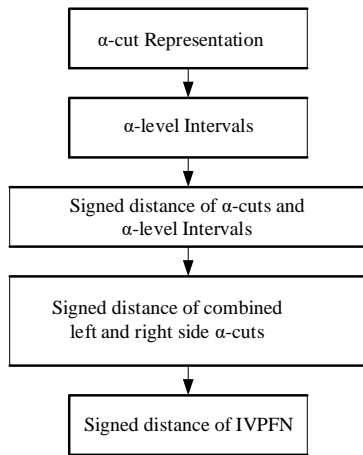 α-cut Representation
α-level Intervals
Signed distance of α-cuts and
α-level Intervals
Signed distance of combined
left and right side α-cuts
Signed distance of IVPFN